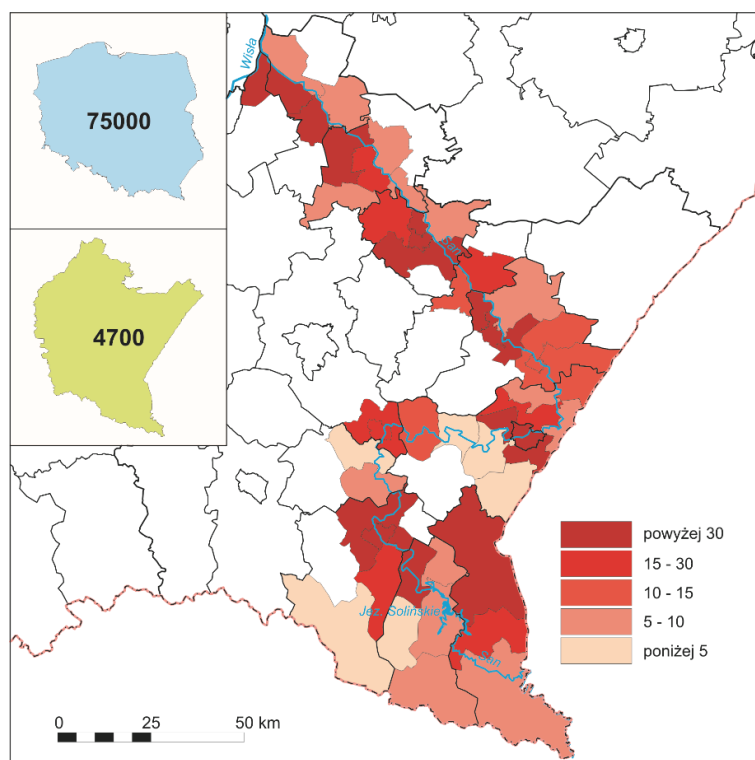 Wisła
75000
4700
San
powyżej 30
15 - 30
10 - 15
5 - 10
poniżej 5
Jez. Solińskie
San
0 25 50 km